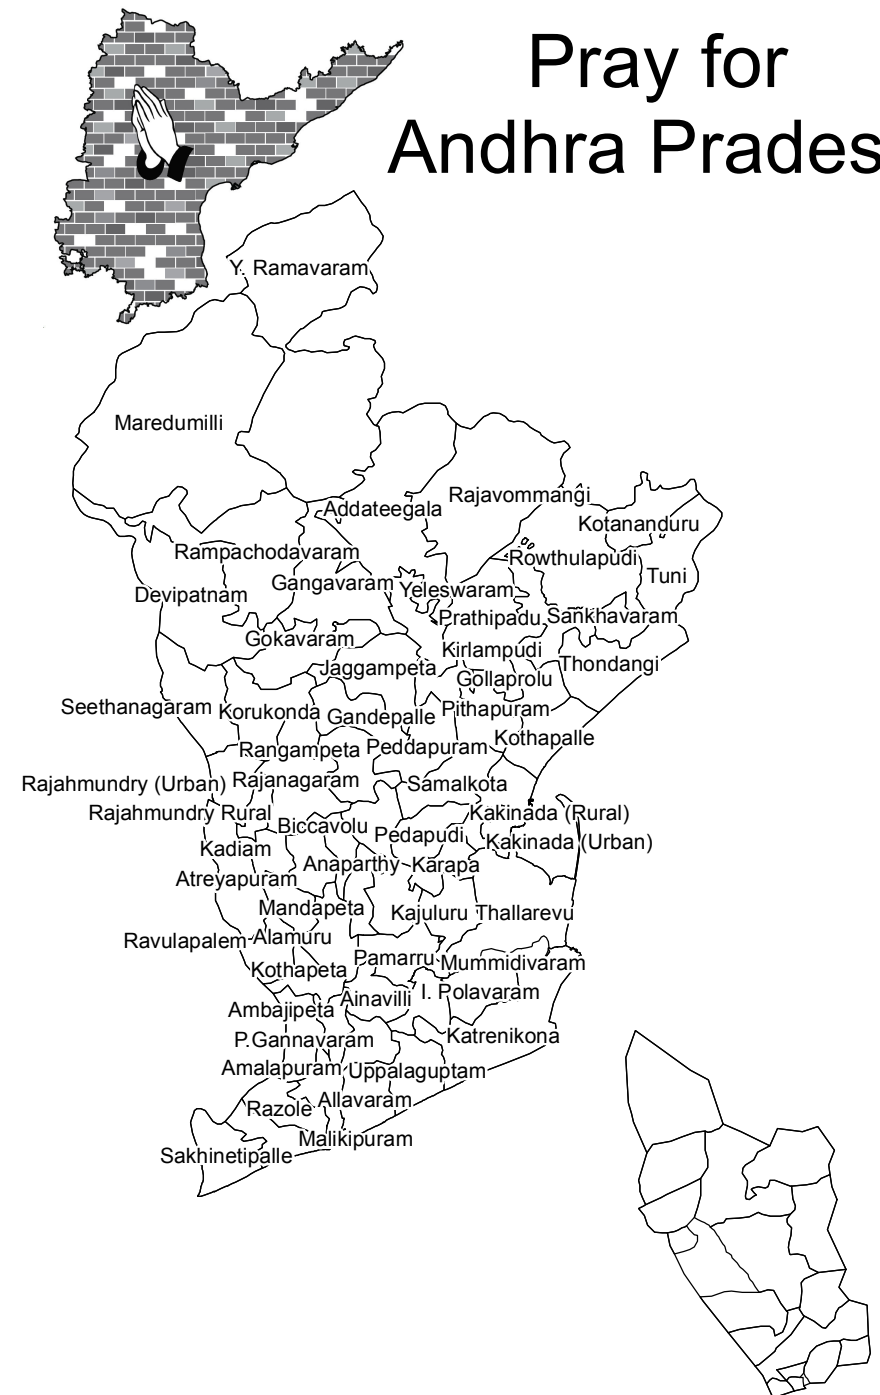 Pray for
Andhra Prades
Y. Ramavaram
Maredumilli
Rajavommangi
Addateegala
Kotananduru
Rampachodavaram
Rowthulapudi
Tuni
Gangavaram
Yeleswaram
Devipatnam
Prathipadu
Sankhavaram
Gokavaram
Kirlampudi
Jaggampeta
Thondangi
Gollaprolu
Seethanagaram
Korukonda
Gandepalle
Pithapuram
Rangampeta
Peddapuram
Kothapalle
Rajahmundry (Urban)
Rajanagaram
Samalkota
Rajahmundry Rural
Kakinada (Rural)
Biccavolu
Pedapudi
Kakinada (Urban)
Kadiam
Anaparthy
Karapa
Atreyapuram
Mandapeta
Kajuluru
Thallarevu
Ravulapalem
Alamuru
Pamarru
Mummidivaram
Kothapeta
Ainavilli
I. Polavaram
Ambajipeta
P.Gannavaram
Katrenikona
Amalapuram
Uppalaguptam
Razole
Allavaram
Malikipuram
Sakhinetipalle